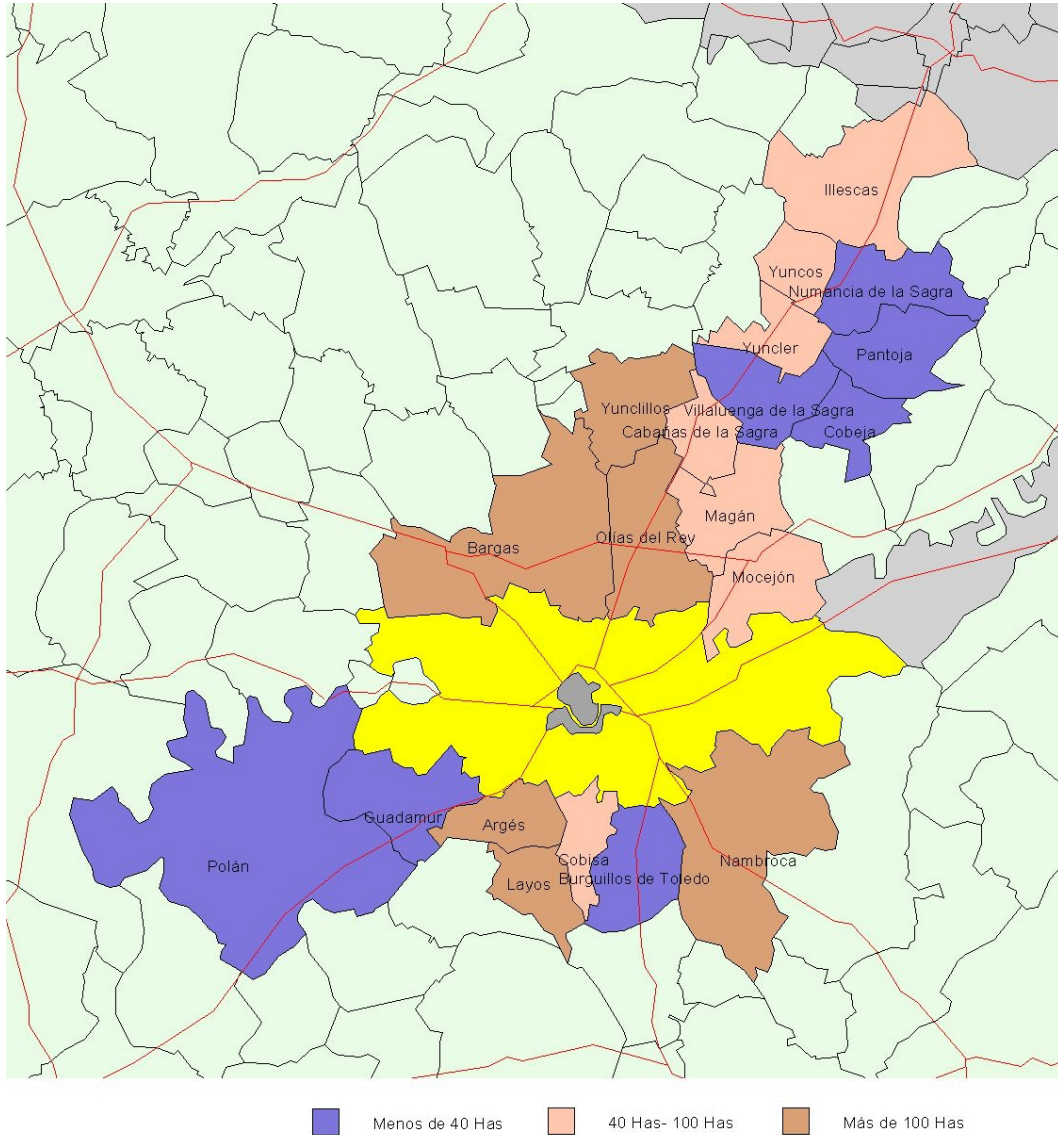 Illescas
Yuncos
Numancia de la Sagra
Yuncler
Pantoja
Yunclillos
Villaluenga de la Sagra
Cabañas de la Sagra
Cobeja
Magán
Olías del Rey
Bargas
Mocejón
Guadamur
Argés
Polán
Cobisa
Nambroca
Layos
Burguillos de Toledo
Menos de 40 Has
40 Has- 100 Has
Más de 100 Has